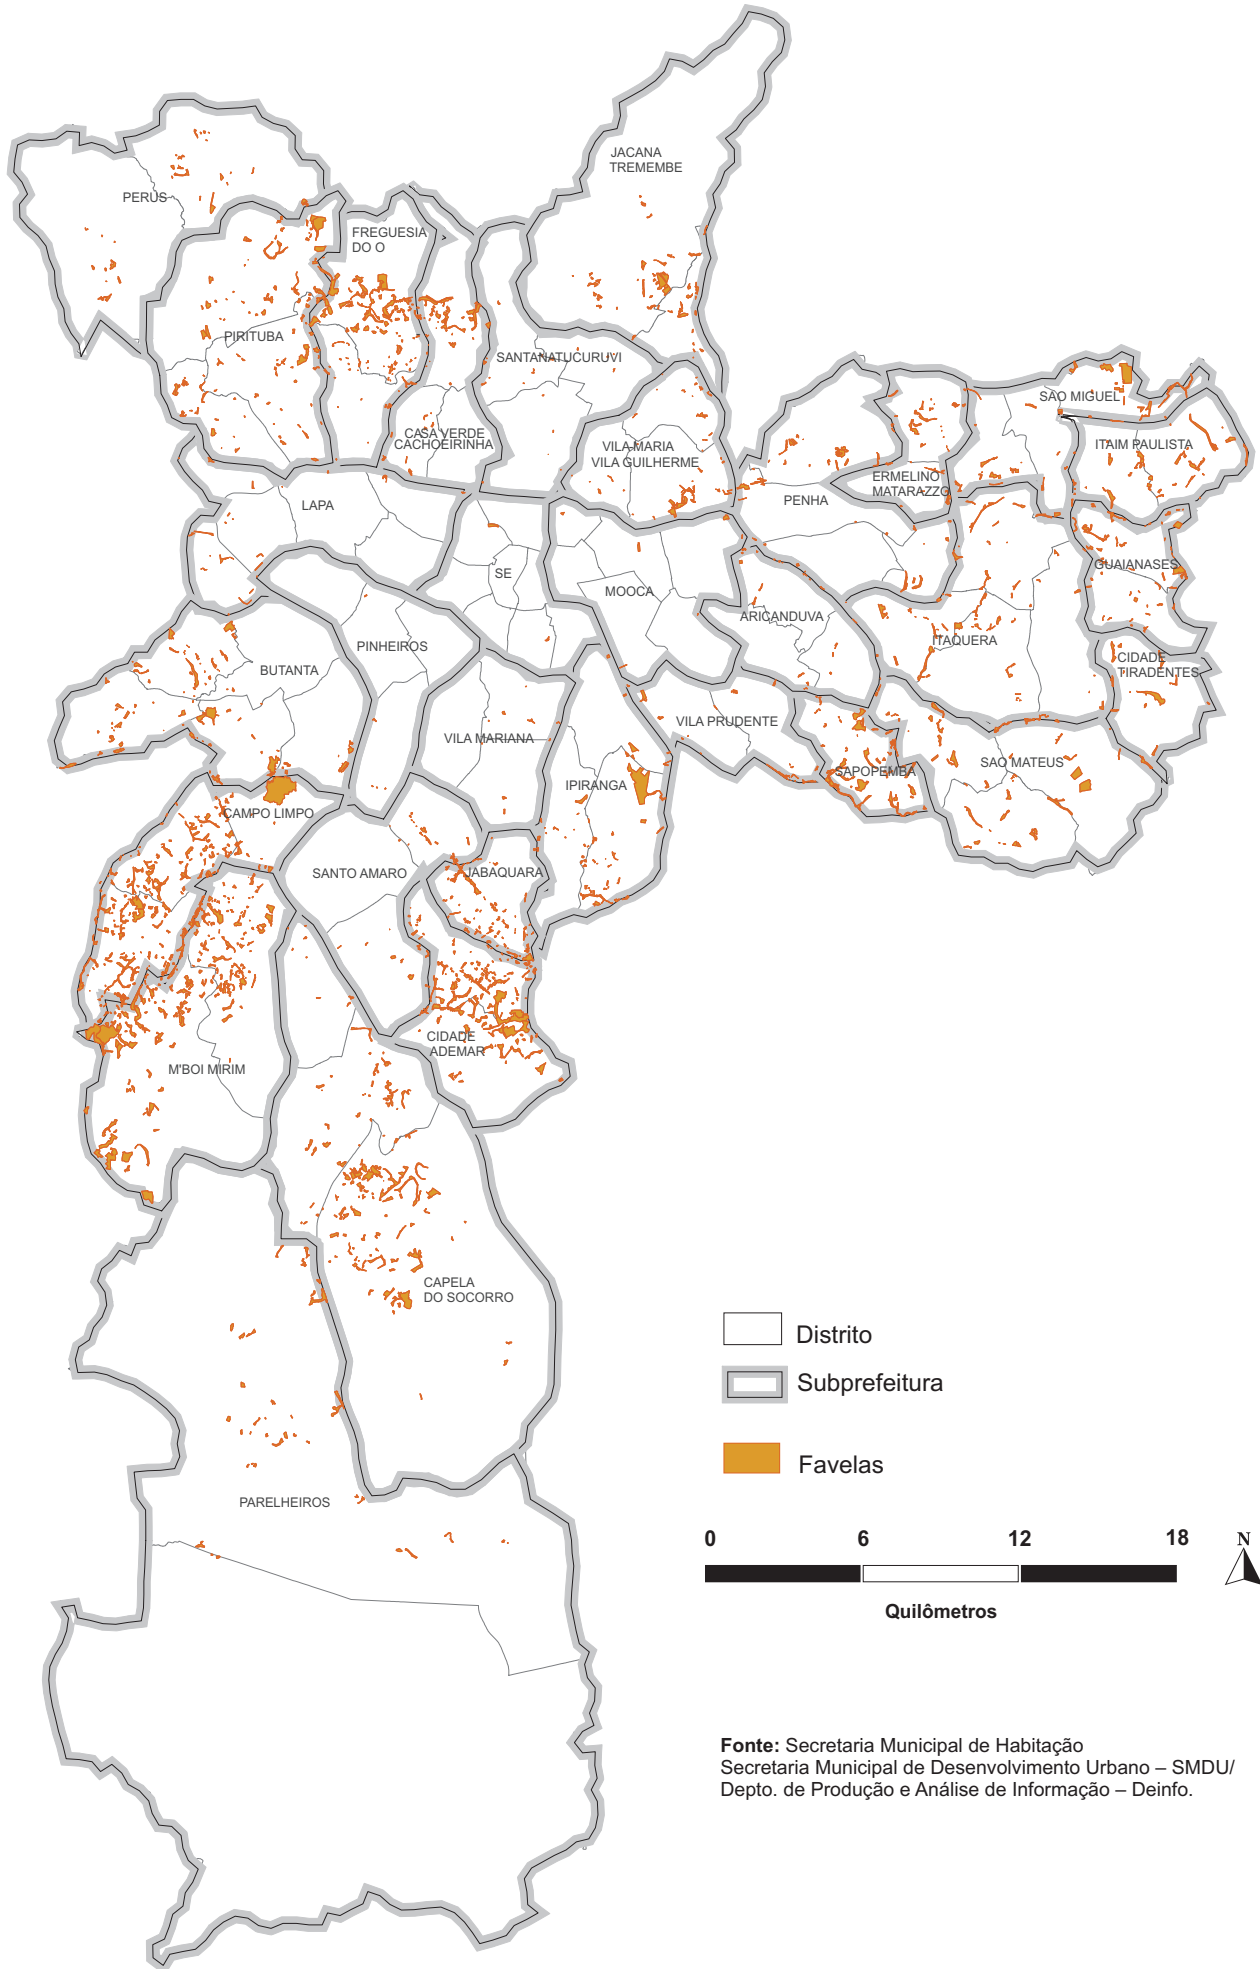 JACANA
TREMEMBE
PERUS
FREGUESIA
DO O
PIRITUBA
SANTANATUCURUVI
SAO MIGUEL
CASA VERDE
CACHOEIRINHA
VILA MARIA
VILA GUILHERME
ITAIM PAULISTA
ERMELINO
MATARAZZO
PENHA
LAPA
SE
MOOCA
GUAIANASES
ARICANDUVA
ITAQUERA
PINHEIROS
BUTANTA
CIDADE
TIRADENTES
VILA PRUDENTE
VILA MARIANA
SAO MATEUS
SAPOPEMBA
IPIRANGA
CAMPO LIMPO
SANTO AMARO
JABAQUARA
CIDADE
ADEMAR
M'BOI MIRIM
CAPELA
DO SOCORRO
PARELHEIROS
Distrito
Subprefeitura
Favelas
0 6 12 18
N
Quilômetros
Fonte: Secretaria Municipal de Habitação
Secretaria Municipal de Desenvolvimento Urbano – SMDU/
Depto. de Produção e Análise de Informação – Deinfo.